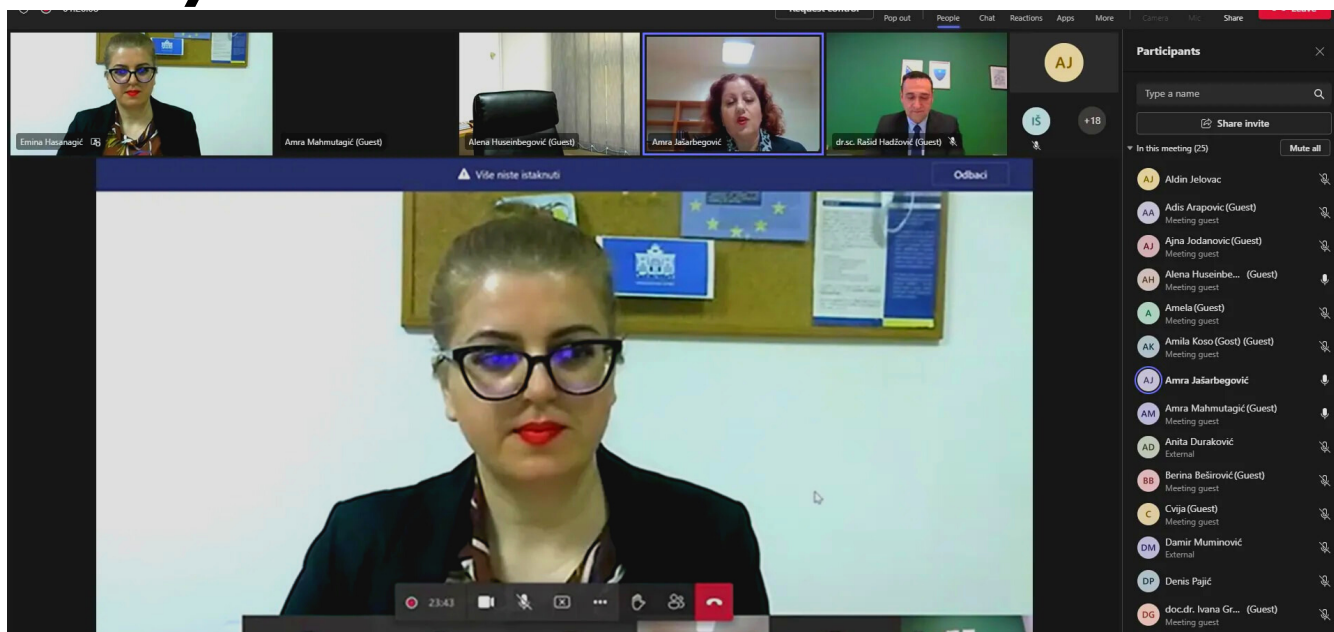 Pop out
People
Chat
Reactions
Apps
More
Camera
Mic
Share
Leave
Emina Hasanagić
Amra Mahmutagić (Guest)
Alena Huseinbegović (Guest)
Amra Jašarbegović
dr.sc. Rašid Hadžović (Guest)
AJ
IŠ
+18
Više niste istaknuti
Odbaci
23:43
Participants
Type a name
Share invite
In this meeting (25)
Mute all
AJ Aldin Jelovac
AA Adis Arapovic (Guest)
Meeting guest
AJ Ajna Jodanovic (Guest)
Meeting guest
AH Alena Huseinbe... (Guest)
Meeting guest
A Amela (Guest)
Meeting guest
AK Amila Koso (Gost) (Guest)
Meeting guest
AJ Amra Jašarbegović
AM Amra Mahmutagić (Guest)
Meeting guest
AD Anita Duraković
External
BB Berina Beširović (Guest)
Meeting guest
C Cvija (Guest)
Meeting guest
DM Damir Muminović
External
DP Denis Pajić
DG doc.dr. Ivana Gr... (Guest)
Meeting guest